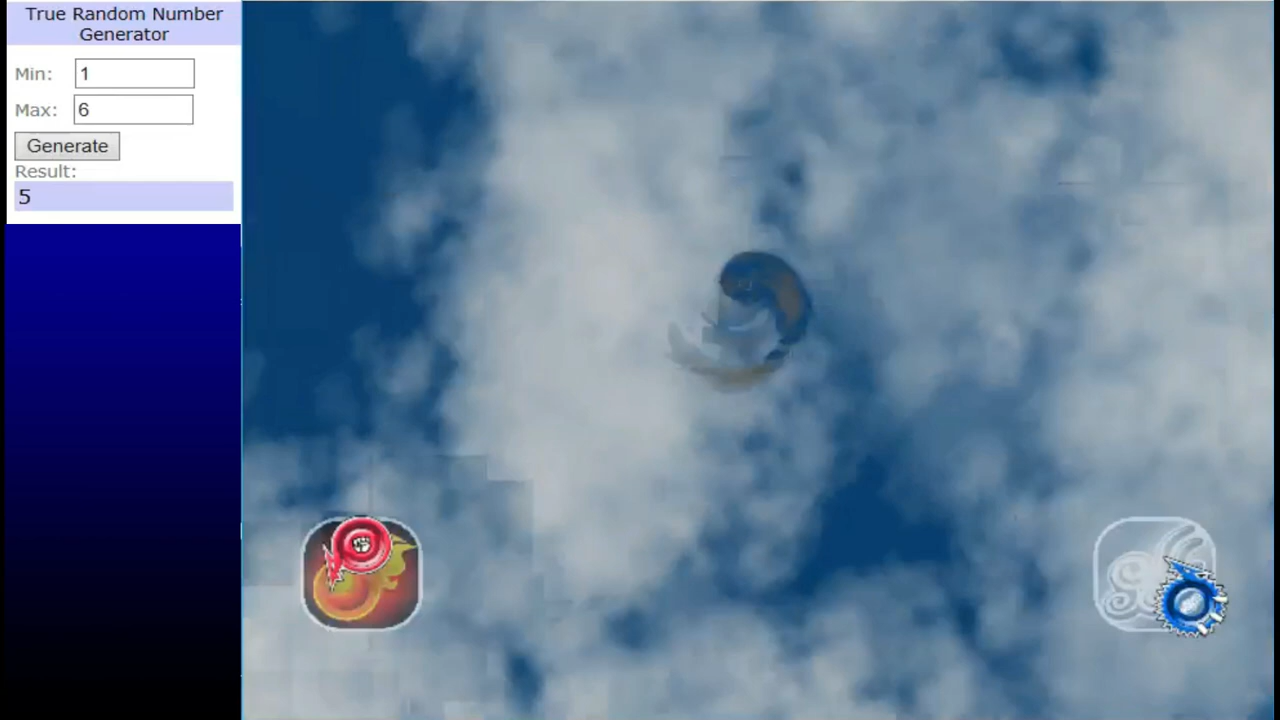 True Random Number
Generator
Min: 1
Max: 6
Generate
Result:
5